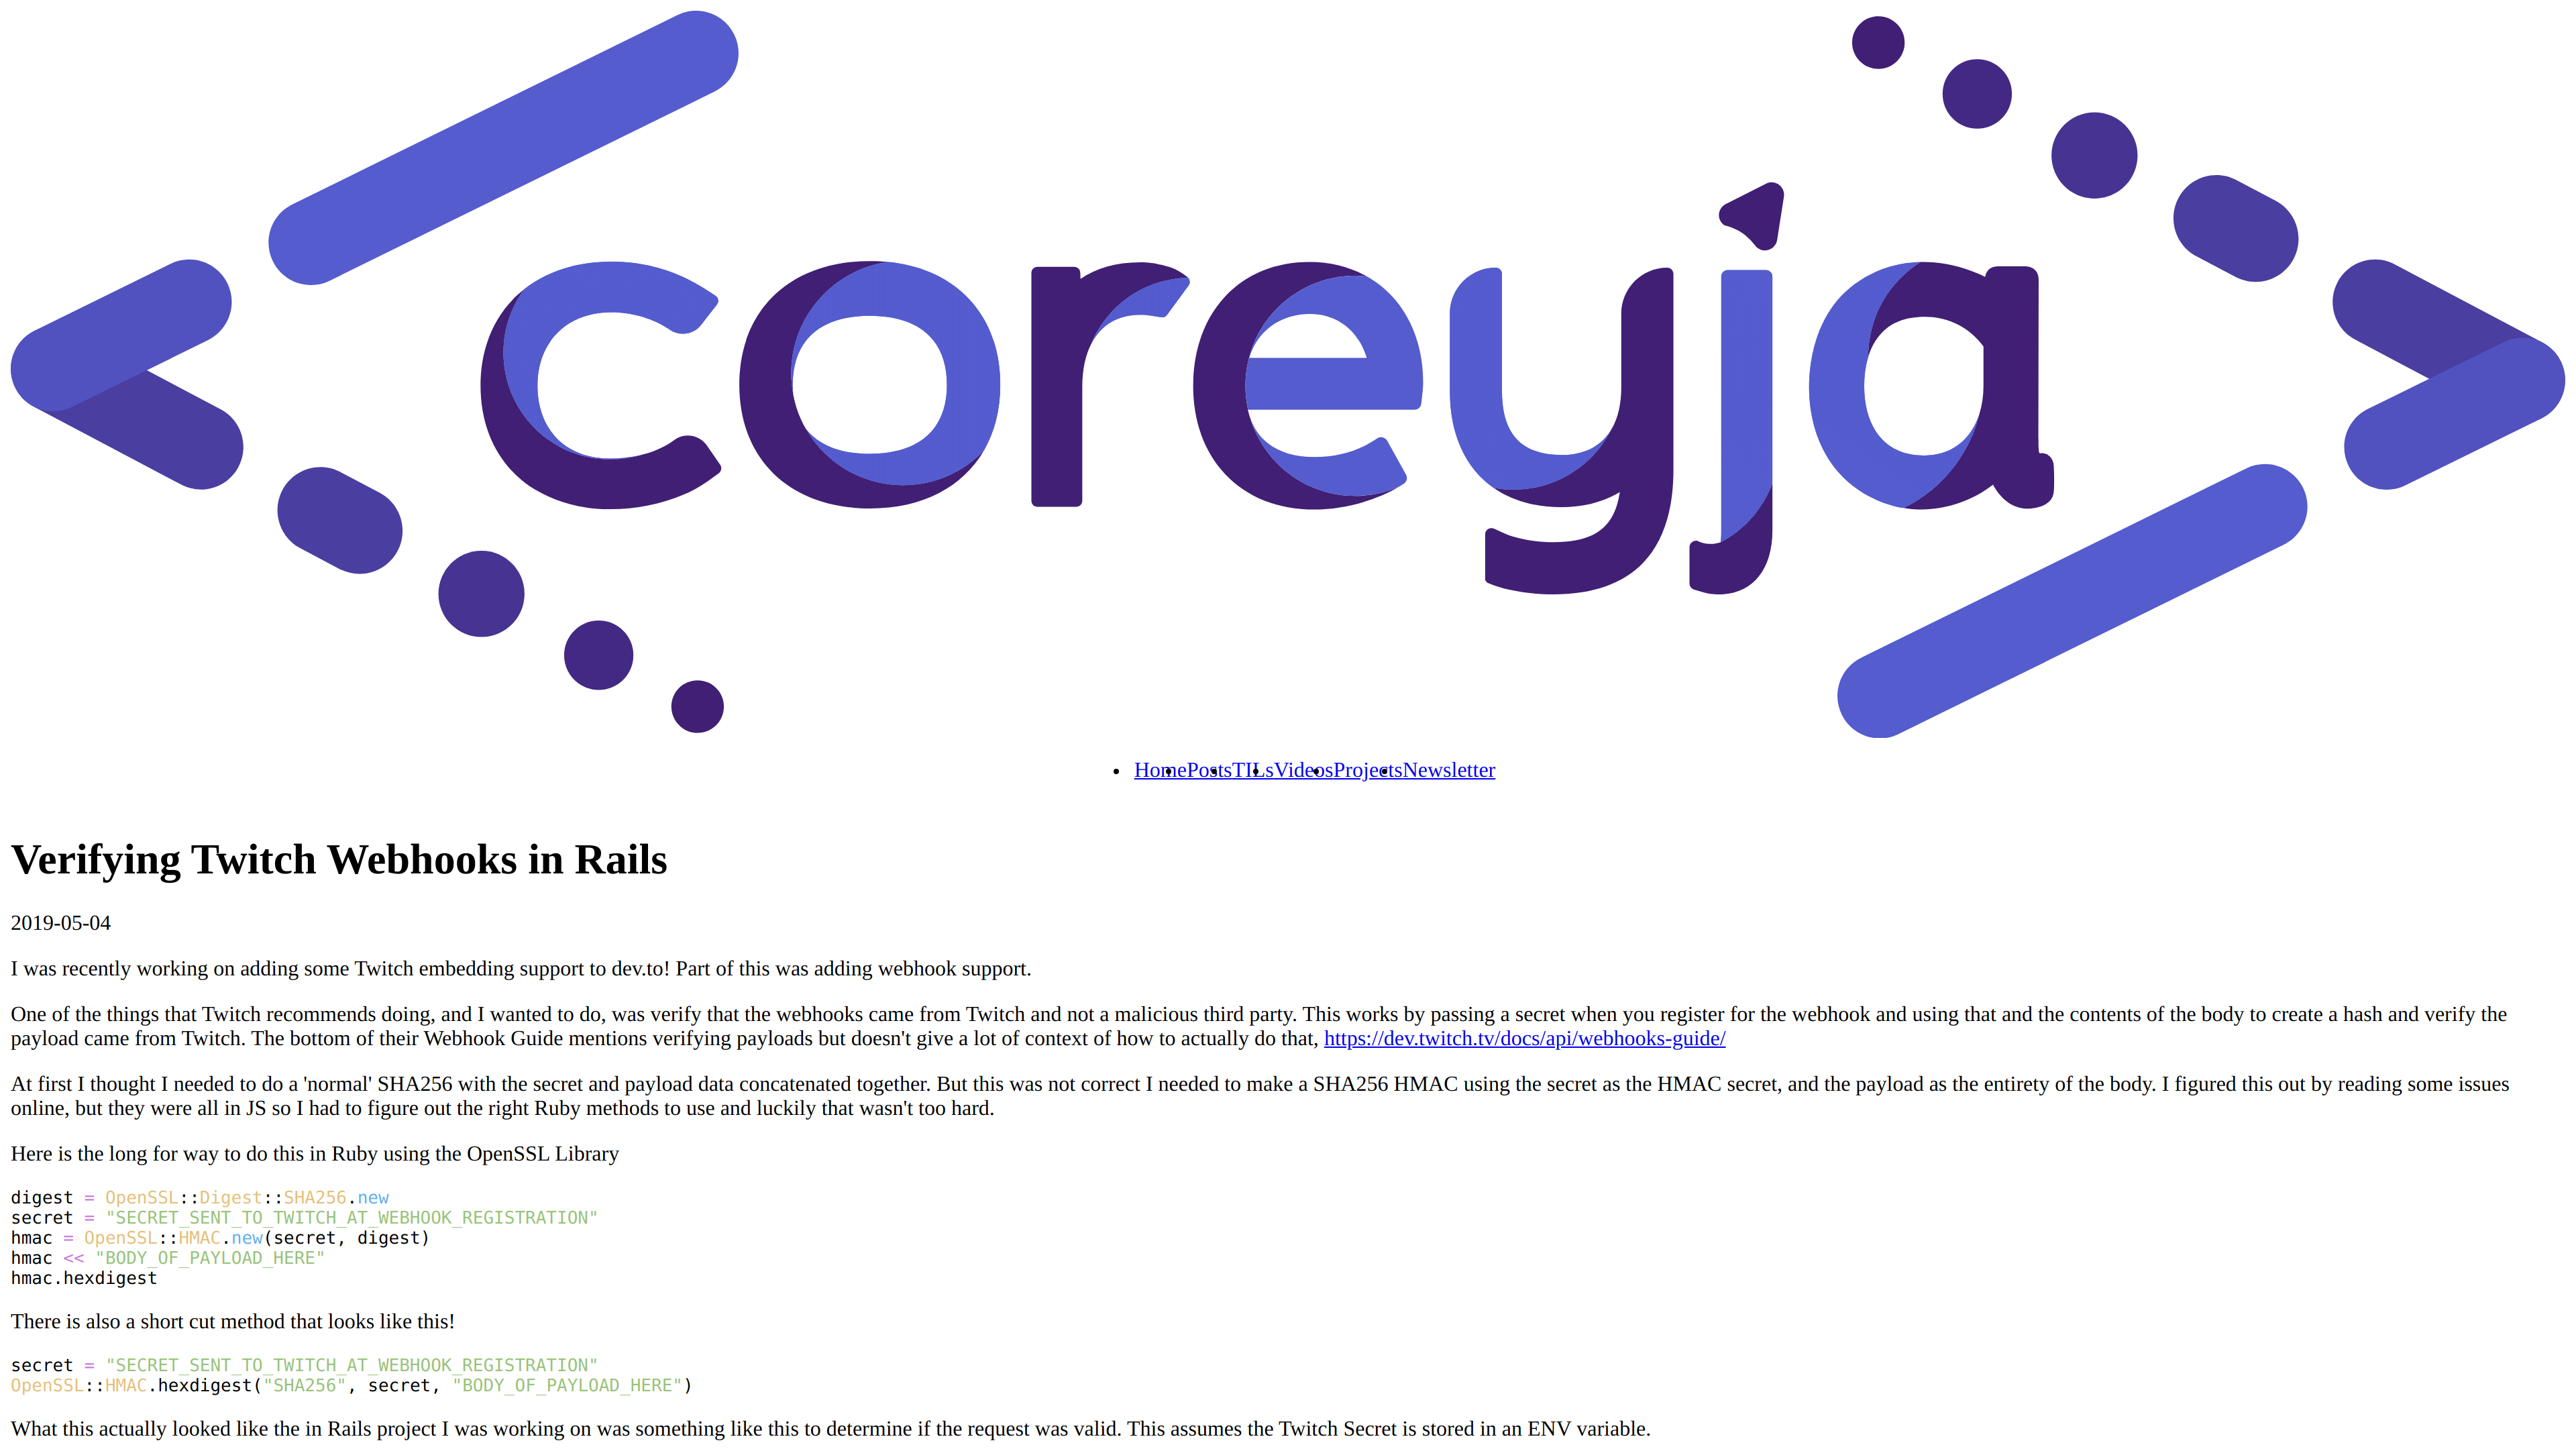 coreyja
HomePostsTILsVideosProjectsNewsletter
Verifying Twitch Webhooks in Rails
2019-05-04
I was recently working on adding some Twitch embedding support to dev.to! Part of this was adding webhook support.
One of the things that Twitch recommends doing, and I wanted to do, was verify that the webhooks came from Twitch and not a malicious third party. This works by passing a secret when you register for the webhook and using that and the contents of the body to create a hash and verify the
payload came from Twitch. The bottom of their Webhook Guide mentions verifying payloads but doesn't give a lot of context of how to actually do that, https://dev.twitch.tv/docs/api/webhooks-guide/
At first I thought I needed to do a 'normal' SHA256 with the secret and payload data concatenated together. But this was not correct I needed to make a SHA256 HMAC using the secret as the HMAC secret, and the payload as the entirety of the body. I figured this out by reading some issues
online, but they were all in JS so I had to figure out the right Ruby methods to use and luckily that wasn't too hard.
Here is the long for way to do this in Ruby using the OpenSSL Library
digest = OpenSSL::Digest::SHA256.new
secret = "SECRET_SENT_TO_TWITCH_AT_WEBHOOK_REGISTRATION"
hmac = OpenSSL::HMAC.new(secret, digest)
hmac << "BODY_OF_PAYLOAD_HERE"
hmac.hexdigest
There is also a short cut method that looks like this!
secret = "SECRET_SENT_TO_TWITCH_AT_WEBHOOK_REGISTRATION"
OpenSSL::HMAC.hexdigest("SHA256", secret, "BODY_OF_PAYLOAD_HERE")
What this actually looked like the in Rails project I was working on was something like this to determine if the request was valid. This assumes the Twitch Secret is stored in an ENV variable.